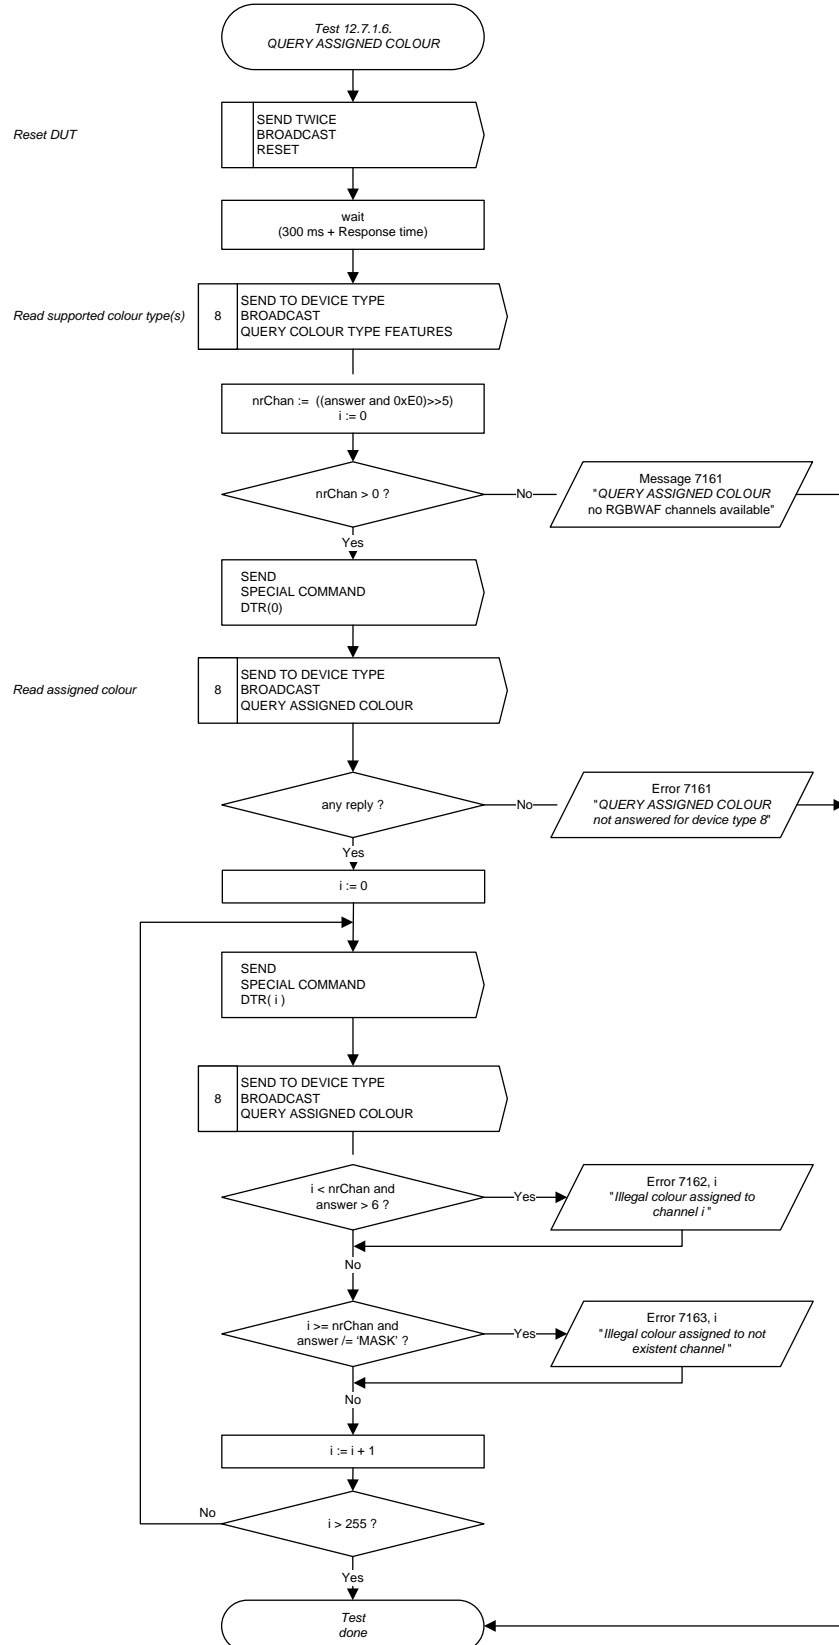 Test 12.7.1.6.
QUERY ASSIGNED COLOUR
Reset DUT
SEND TWICE
BROADCAST
RESET
wait
(300 ms + Response time)
Read supported colour type(s)
8
SEND TO DEVICE TYPE
BROADCAST
QUERY COLOUR TYPE FEATURES
nrChan := ((answer and 0xE0)>>5)
i := 0
nrChan > 0 ?
No
Message 7161
"QUERY ASSIGNED COLOUR
no RGBWAF channels available"
Yes
SEND
SPECIAL COMMAND
DTR(0)
Read assigned colour
8
SEND TO DEVICE TYPE
BROADCAST
QUERY ASSIGNED COLOUR
any reply ?
No
Error 7161
"QUERY ASSIGNED COLOUR
not answered for device type 8"
Yes
i := 0
SEND
SPECIAL COMMAND
DTR( i )
8
SEND TO DEVICE TYPE
BROADCAST
QUERY ASSIGNED COLOUR
i < nrChan and
answer > 6 ?
Yes
Error 7162, i
"Illegal colour assigned to
channel i "
No
i >= nrChan and
answer /= ‘MASK’ ?
Yes
Error 7163, i
"Illegal colour assigned to not
existent channel "
No
i := i + 1
No
i > 255 ?
Yes
Test
done